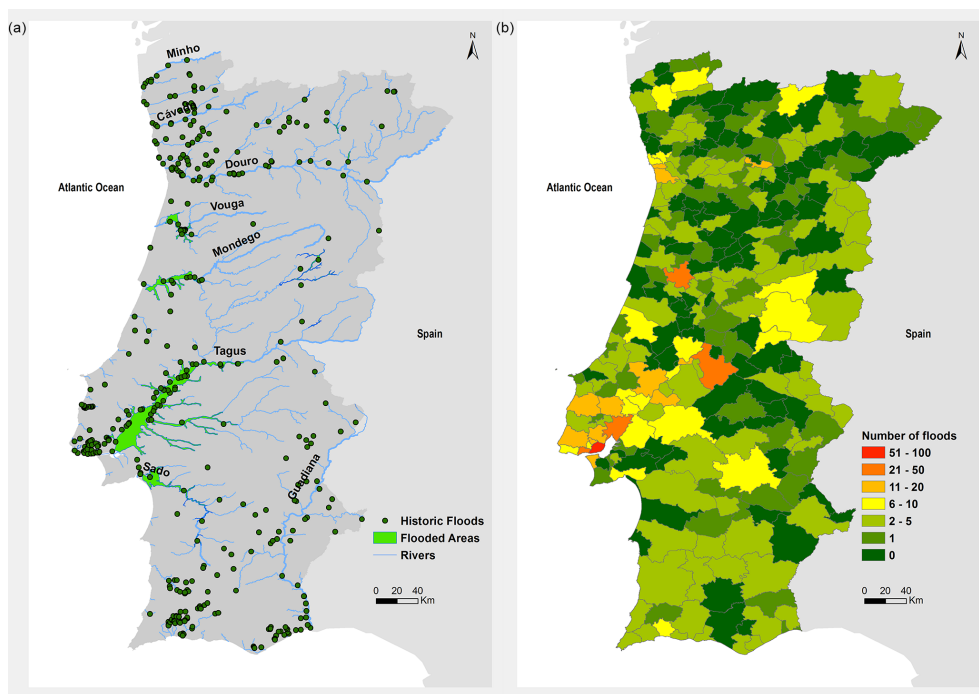 (a)
N
Minho
Cávado
Douro
Atlantic Ocean
Vouga
Mondego
Spain
Tagus
Sado
Guadiana
Historic Floods
Flooded Areas
Rivers
0 20 40
Km
(b)
N
Atlantic Ocean
Spain
Number of floods
51 - 100
21 - 50
11 - 20
6 - 10
2 - 5
1
0
0 20 40
Km